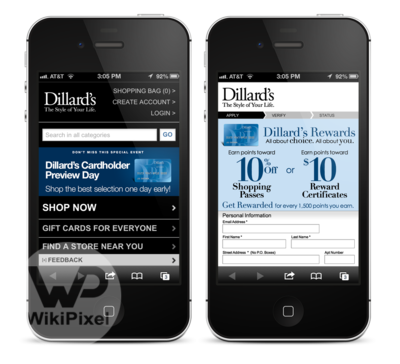 AT&T 3:05 PM 92%
Dillard's
The Style of Your Life.
SHOPPING BAG (0) >
CREATE ACCOUNT >
LOGIN >
Search in all categories GO
DON'T MISS THIS SPECIAL EVENT
Dillard's Cardholder
Preview Day
Shop the best selection one day early!
SHOP NOW >
GIFT CARDS FOR EVERYONE >
FIND A STORE NEAR YOU >
[+] FEEDBACK
WP
WikiPixel
AT&T 3:05 PM 92%
Dillard's
The Style of Your Life.
APPLY VERIFY STATUS
Dillard's Rewards
All about choice. All about you.
Earn points toward
10% Off
Shopping
Passes
or
Earn points toward
$10
Reward
Certificates
Get Rewarded for every 1,500 points you earn.
Personal Information
Email Address *
First Name * Last Name *
Street Address * (No P.O. Boxes) Apt Number